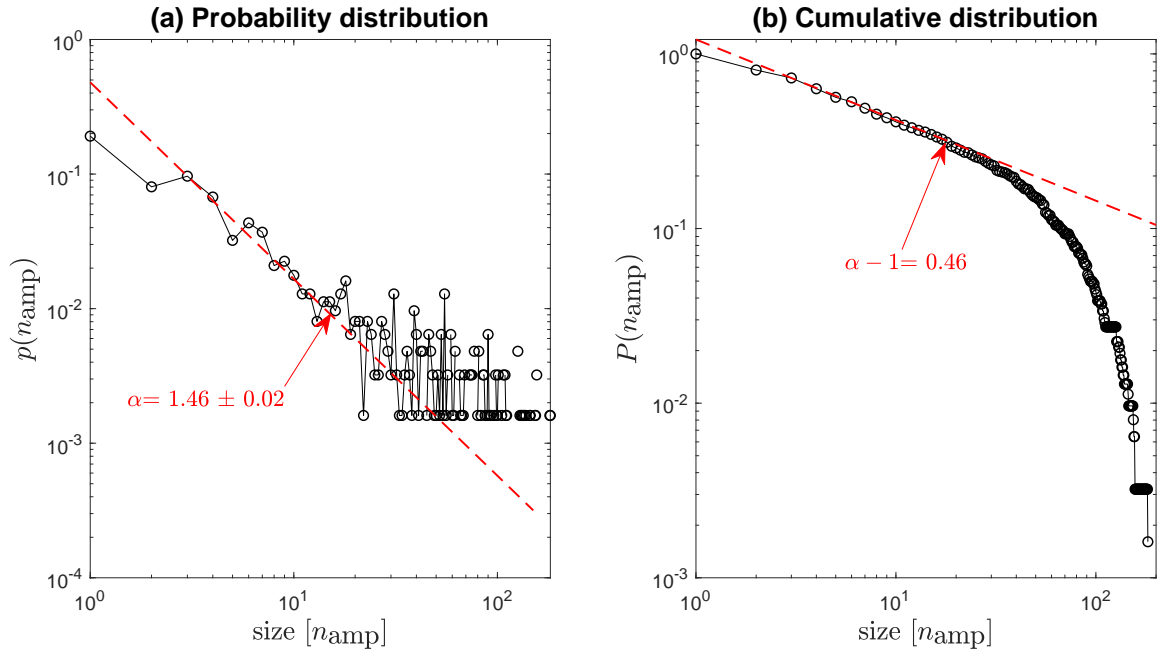 (a) Probability distribution
(b) Cumulative distribution
10^0
10^-1
10^-2
10^-3
10^-4
p(n_amp)
α= 1.46 ± 0.02
10^0 10^1 10^2
size [n_amp]
10^0
10^-1
10^-2
10^-3
P(n_amp)
α − 1= 0.46
10^0 10^1 10^2
size [n_amp]